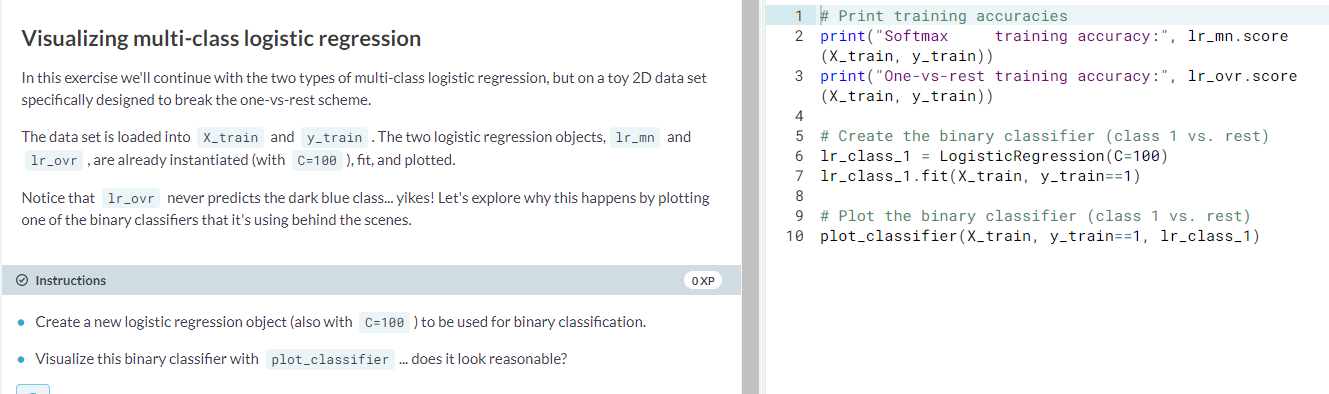 Visualizing multi-class logistic regression
In this exercise we'll continue with the two types of multi-class logistic regression, but on a toy 2D data set
specifically designed to break the one-vs-rest scheme.
The data set is loaded into X_train and y_train . The two logistic regression objects, lr_mn and
lr_ovr , are already instantiated (with C=100 ), fit, and plotted.
Notice that lr_ovr never predicts the dark blue class... yikes! Let's explore why this happens by plotting
one of the binary classifiers that it's using behind the scenes.
Instructions 0 XP
Create a new logistic regression object (also with C=100 ) to be used for binary classification.
Visualize this binary classifier with plot_classifier ... does it look reasonable?
1 # Print training accuracies
2 print("Softmax     training accuracy:", lr_mn.score
(X_train, y_train))
3 print("One-vs-rest training accuracy:", lr_ovr.score
(X_train, y_train))
4
5 # Create the binary classifier (class 1 vs. rest)
6 lr_class_1 = LogisticRegression(C=100)
7 lr_class_1.fit(X_train, y_train==1)
8
9 # Plot the binary classifier (class 1 vs. rest)
10 plot_classifier(X_train, y_train==1, lr_class_1)